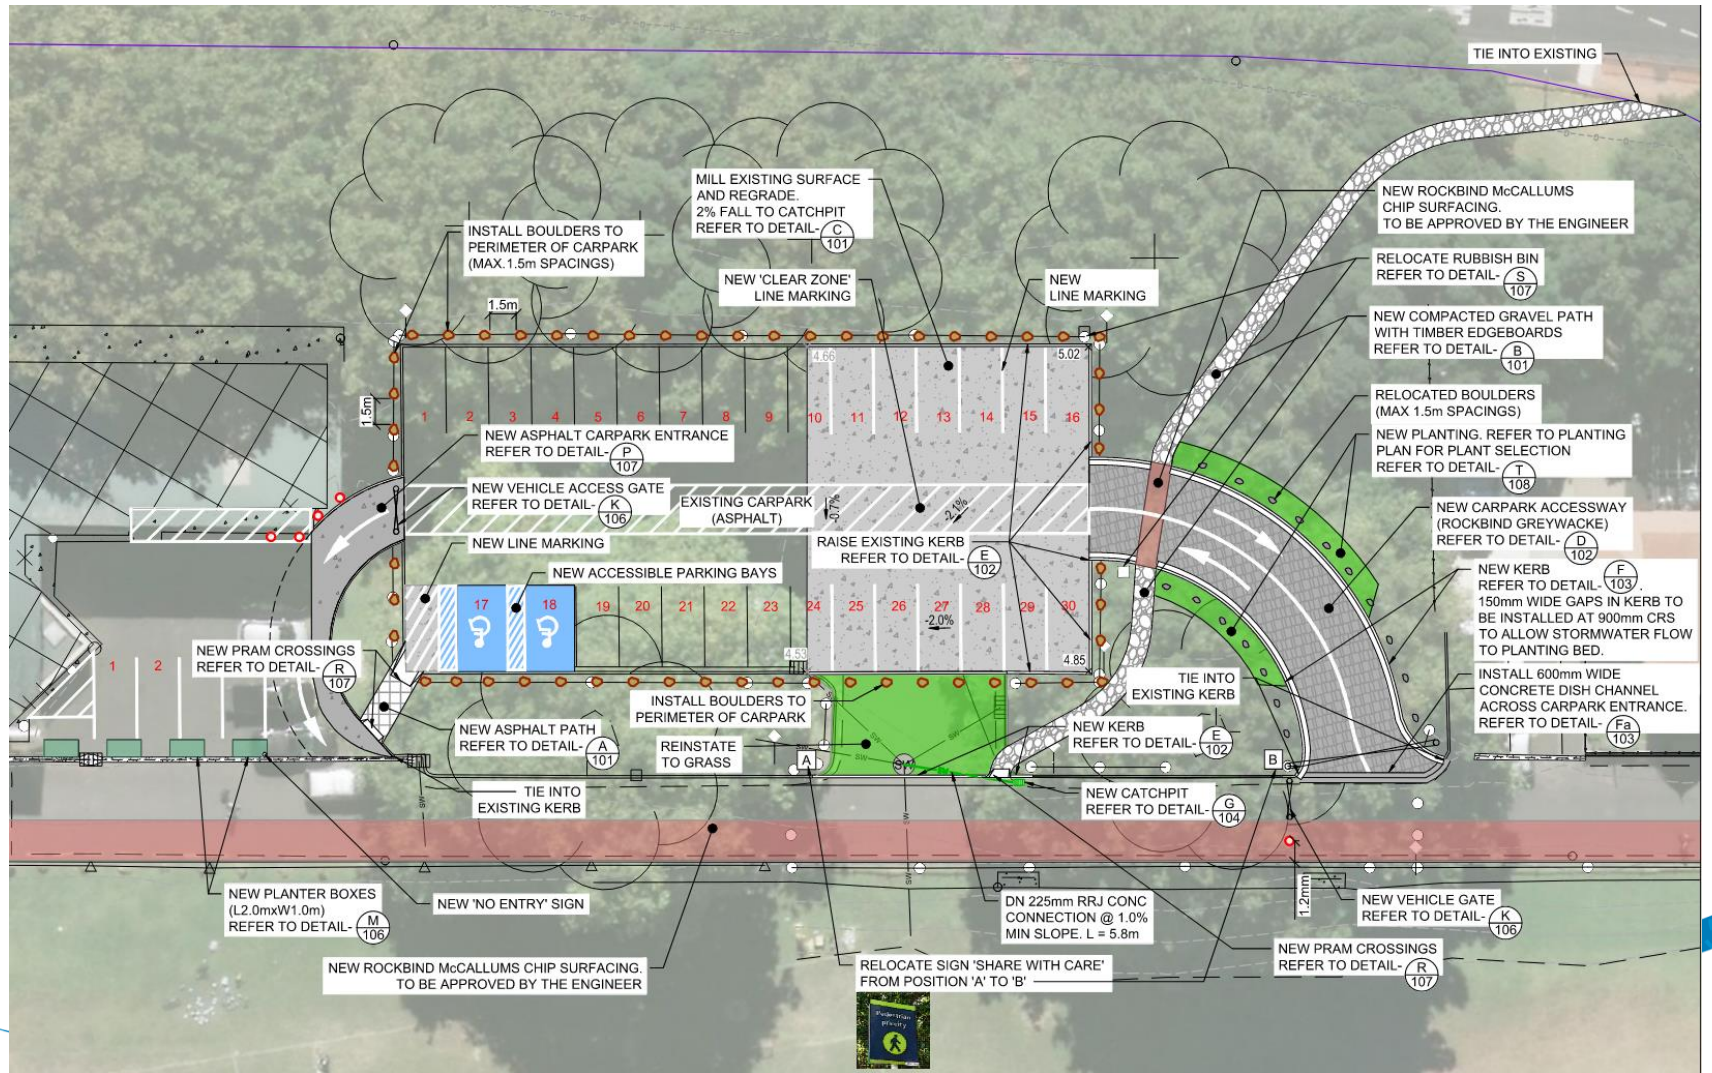 TIE INTO EXISTING
MILL EXISTING SURFACE
AND REGRADE.
2% FALL TO CATCHPIT
REFER TO DETAIL- C
101
NEW ROCKBIND McCALLUMS
CHIP SURFACING.
TO BE APPROVED BY THE ENGINEER
INSTALL BOULDERS TO
PERIMETER OF CARPARK
(MAX.1.5m SPACINGS)
RELOCATE RUBBISH BIN
REFER TO DETAIL- S
107
NEW 'CLEAR ZONE'
LINE MARKING
NEW
LINE MARKING
1.5m
NEW COMPACTED GRAVEL PATH
WITH TIMBER EDGEBOARDS
REFER TO DETAIL- B
101
4.66
5.02
1.5m
RELOCATED BOULDERS
(MAX 1.5m SPACINGS)
1 2 3 4 5 6 7 8 9 10 11 12 13 14 15 16
NEW ASPHALT CARPARK ENTRANCE
REFER TO DETAIL- P
107
NEW PLANTING. REFER TO PLANTING
PLAN FOR PLANT SELECTION
REFER TO DETAIL- T
108
NEW VEHICLE ACCESS GATE
REFER TO DETAIL- K
106
EXISTING CARPARK
(ASPHALT)
-0.7%
-2.1%
NEW CARPARK ACCESSWAY
(ROCKBIND GREYWACKE)
REFER TO DETAIL- D
102
NEW LINE MARKING
RAISE EXISTING KERB
REFER TO DETAIL- E
102
NEW ACCESSIBLE PARKING BAYS
NEW KERB
REFER TO DETAIL- F
103 .
150mm WIDE GAPS IN KERB TO
BE INSTALLED AT 900mm CRS
TO ALLOW STORMWATER FLOW
TO PLANTING BED.
17 18 19 20 21 22 23 24 25 26 27 28 29 30
-2.0%
4.53
4.85
NEW PRAM CROSSINGS
REFER TO DETAIL- R
107
1 2
TIE INTO
EXISTING KERB
INSTALL 600mm WIDE
CONCRETE DISH CHANNEL
ACROSS CARPARK ENTRANCE.
REFER TO DETAIL- Fa
103
INSTALL BOULDERS TO
PERIMETER OF CARPARK
NEW ASPHALT PATH
REFER TO DETAIL- A
101
REINSTATE
TO GRASS
NEW KERB
REFER TO DETAIL- E
102
SW
SW
SW
SW
SW
A
B
TIE INTO
EXISTING KERB
NEW CATCHPIT
REFER TO DETAIL- G
104
SW
SW
SW
NEW PLANTER BOXES
(L2.0mxW1.0m)
REFER TO DETAIL- M
106
NEW 'NO ENTRY' SIGN
DN 225mm RRJ CONC
CONNECTION @ 1.0%
MIN SLOPE. L = 5.8m
1.2mm
NEW VEHICLE GATE
REFER TO DETAIL- K
106
NEW PRAM CROSSINGS
REFER TO DETAIL- R
107
NEW ROCKBIND McCALLUMS CHIP SURFACING.
TO BE APPROVED BY THE ENGINEER
RELOCATE SIGN 'SHARE WITH CARE'
FROM POSITION 'A' TO 'B'
Pedestrian
priority